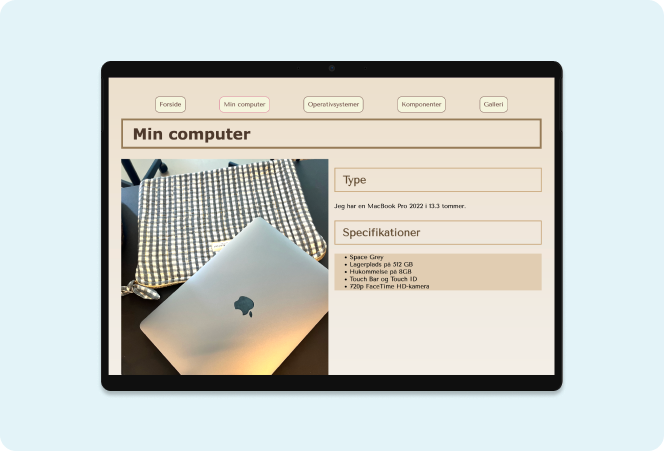 Forside
Min computer
Operativsystemer
Komponenter
Galleri
Min computer
Type
Jeg har en MacBook Pro 2022 i 13.3 tommer.
Specifikationer
Space Grey
Lagerplads på 512 GB
Hukommelse på 8GB
Touch Bar og Touch ID
720p FaceTime HD-kamera